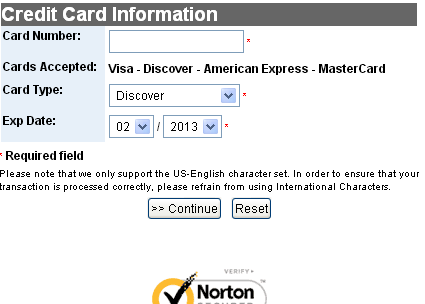 Credit Card Information
Card Number: *
Cards Accepted: Visa - Discover - American Express - MasterCard
Card Type: Discover *
Exp Date: 02 / 2013 *
* Required field
Please note that we only support the US-English character set. In order to ensure that your
transaction is processed correctly, please refrain from using International Characters.
>> Continue Reset
VERIFY+
Norton